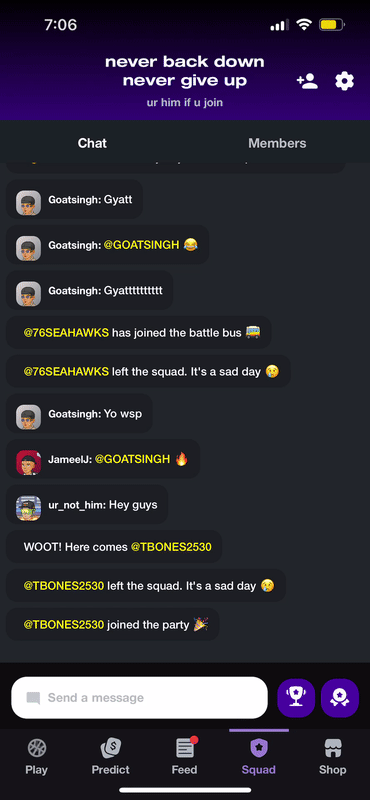 7:06
never back down
never give up
ur him if u join
Chat
Members
Goatsingh: Gyatt
Goatsingh: @GOATSINGH 😂
Goatsingh: Gyatttttttttt
@76SEAHAWKS has joined the battle bus 🚎
@76SEAHAWKS left the squad. It's a sad day 😢
Goatsingh: Yo wsp
JameelJ: @GOATSINGH 🔥
ur_not_him: Hey guys
WOOT! Here comes @TBONES2530
@TBONES2530 left the squad. It's a sad day 😢
@TBONES2530 joined the party 🎉
Send a message
Play
Predict
Feed
Squad
Shop